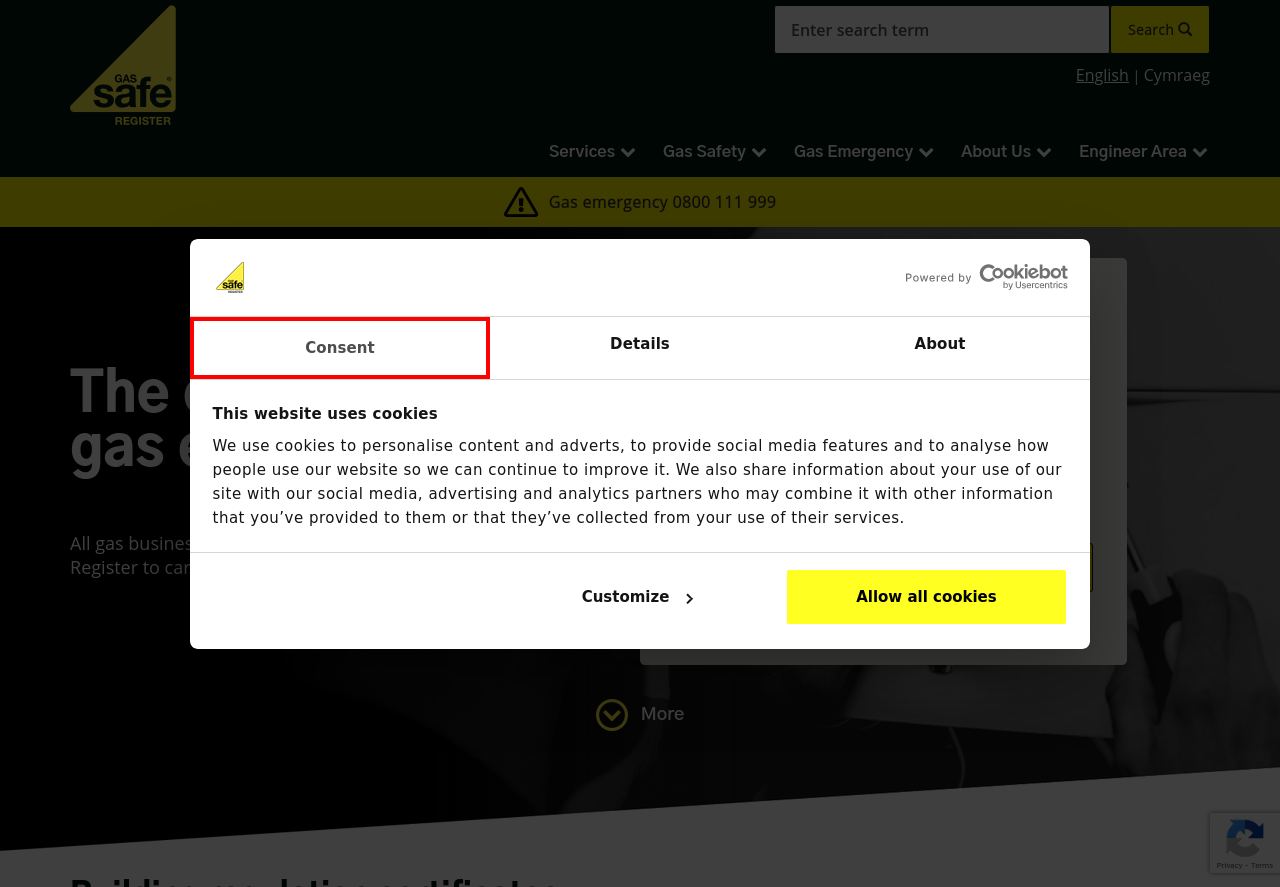 GAS
safe
REGISTER
Enter search term
Search
English | Cymraeg
Services
Gas Safety
Gas Emergency
About Us
Engineer Area
Gas emergency 0800 111 999
safe
REGISTER
Powered by Cookiebot
by Usercentrics
Consent
Details
About
The
gas
This website uses cookies
We use cookies to personalise content and adverts, to provide social media features and to analyse how
people use our website so we can continue to improve it. We also share information about your use of our
site with our social media, advertising and analytics partners who may combine it with other information
that you’ve provided to them or that they’ve collected from your use of their services.
All gas
Register to
Customize
Allow all cookies
More
Privacy - Terms
Building regulation certificates